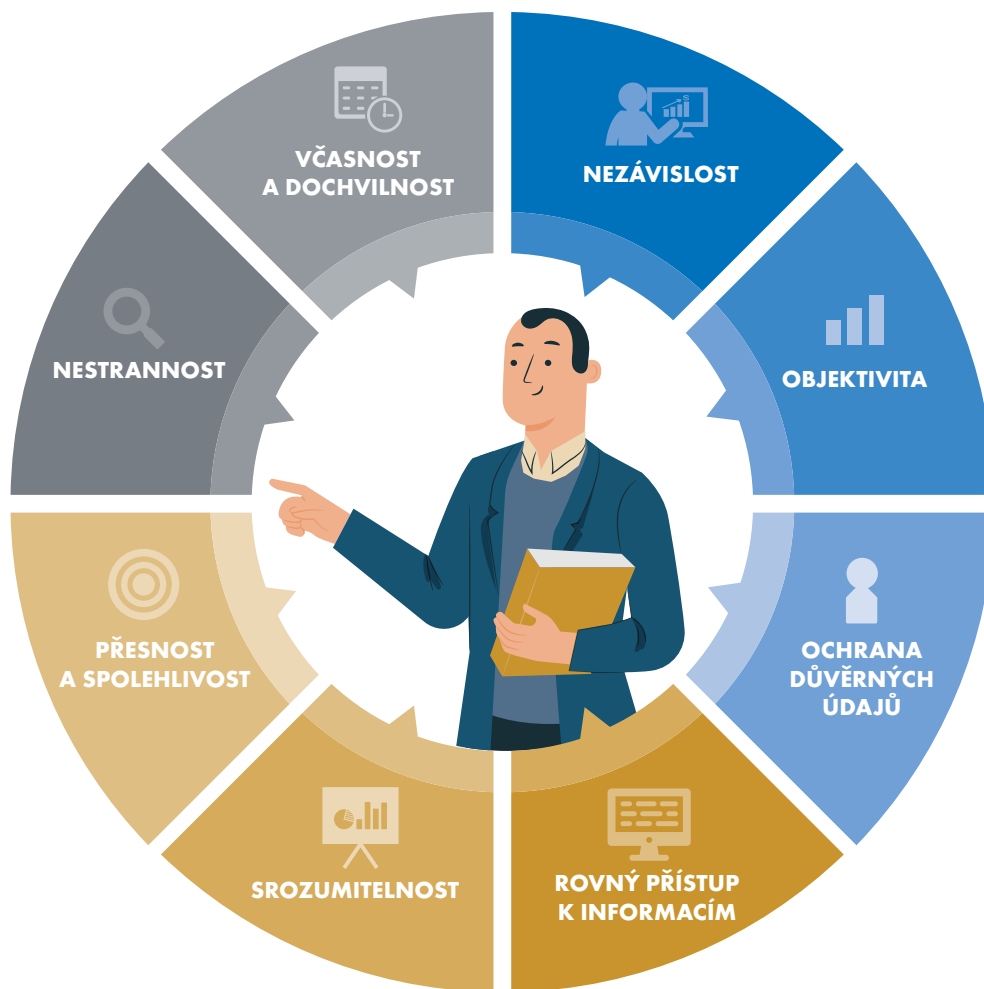 VČASNOST
A DOCHVILNOST
NEZÁVISLOST
OBJEKTIVITA
OCHRANA
DŮVĚRNÝCH
ÚDAJŮ
ROVNÝ PŘÍSTUP
K INFORMACÍM
SROZUMITELNOST
PŘESNOST
A SPOLEHLIVOST
NESTRANNOST